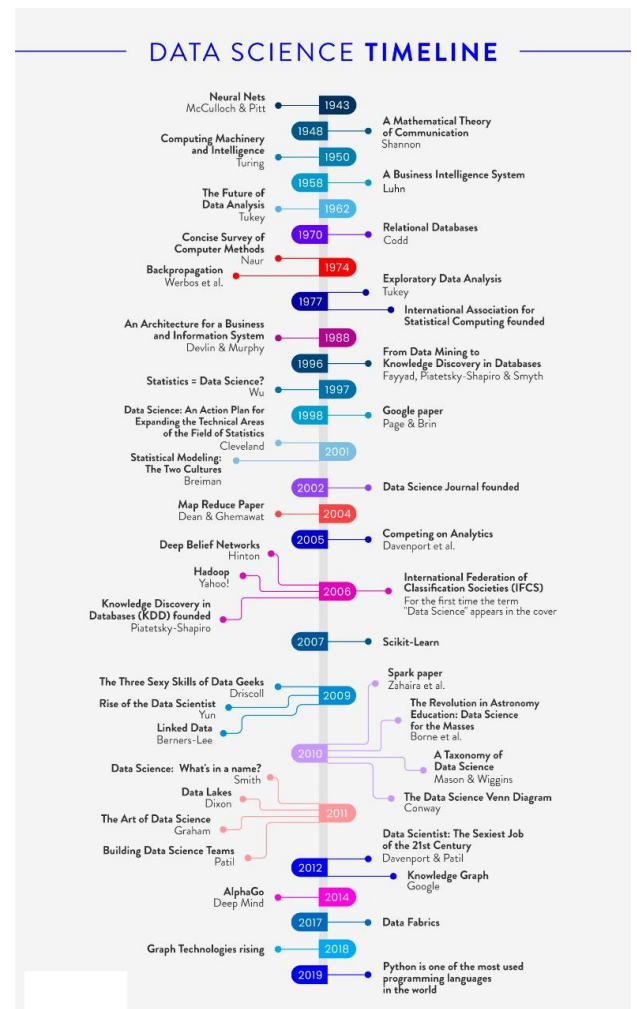 DATA SCIENCE TIMELINE
Neural Nets
McCulloch & Pitt
1943
1948
A Mathematical Theory
of Communication
Shannon
Computing Machinery
and Intelligence
Turing
1950
1958
A Business Intelligence System
Luhn
The Future of
Data Analysis
Tukey
1962
1970
Relational Databases
Codd
Concise Survey of
Computer Methods
Naur
Backpropagation
Werbos et al.
1974
1977
Exploratory Data Analysis
Tukey
International Association for
Statistical Computing founded
An Architecture for a Business
and Information System
Devlin & Murphy
1988
1996
From Data Mining to
Knowledge Discovery in Databases
Fayyad, Piatetsky-Shapiro & Smyth
Statistics = Data Science?
Wu
1997
1998
Google paper
Page & Brin
Data Science: An Action Plan for
Expanding the Technical Areas
of the Field of Statistics
Cleveland
Statistical Modeling:
The Two Cultures
Breiman
2001
2002
Data Science Journal founded
Map Reduce Paper
Dean & Ghemawat
2004
2005
Competing on Analytics
Davenport et al.
Deep Belief Networks
Hinton
Hadoop
Yahoo!
Knowledge Discovery in
Databases (KDD) founded
Piatetsky-Shapiro
2006
International Federation of
Classification Societies (IFCS)
For the first time the term
"Data Science" appears in the cover
2007
Scikit-Learn
The Three Sexy Skills of Data Geeks
Driscoll
Rise of the Data Scientist
Yun
Linked Data
Berners-Lee
2009
2010
Spark paper
Zahaira et al.
The Revolution in Astronomy
Education: Data Science
for the Masses
Borne et al.
A Taxonomy of
Data Science
Mason & Wiggins
The Data Science Venn Diagram
Conway
Data Science: What's in a name?
Smith
Data Lakes
Dixon
The Art of Data Science
Graham
Building Data Science Teams
Patil
2011
2012
Data Scientist: The Sexiest Job
of the 21st Century
Davenport & Patil
Knowledge Graph
Google
AlphaGo
Deep Mind
2014
2017
Data Fabrics
Graph Technologies rising
2018
2019
Python is one of the most used
programming languages
in the world